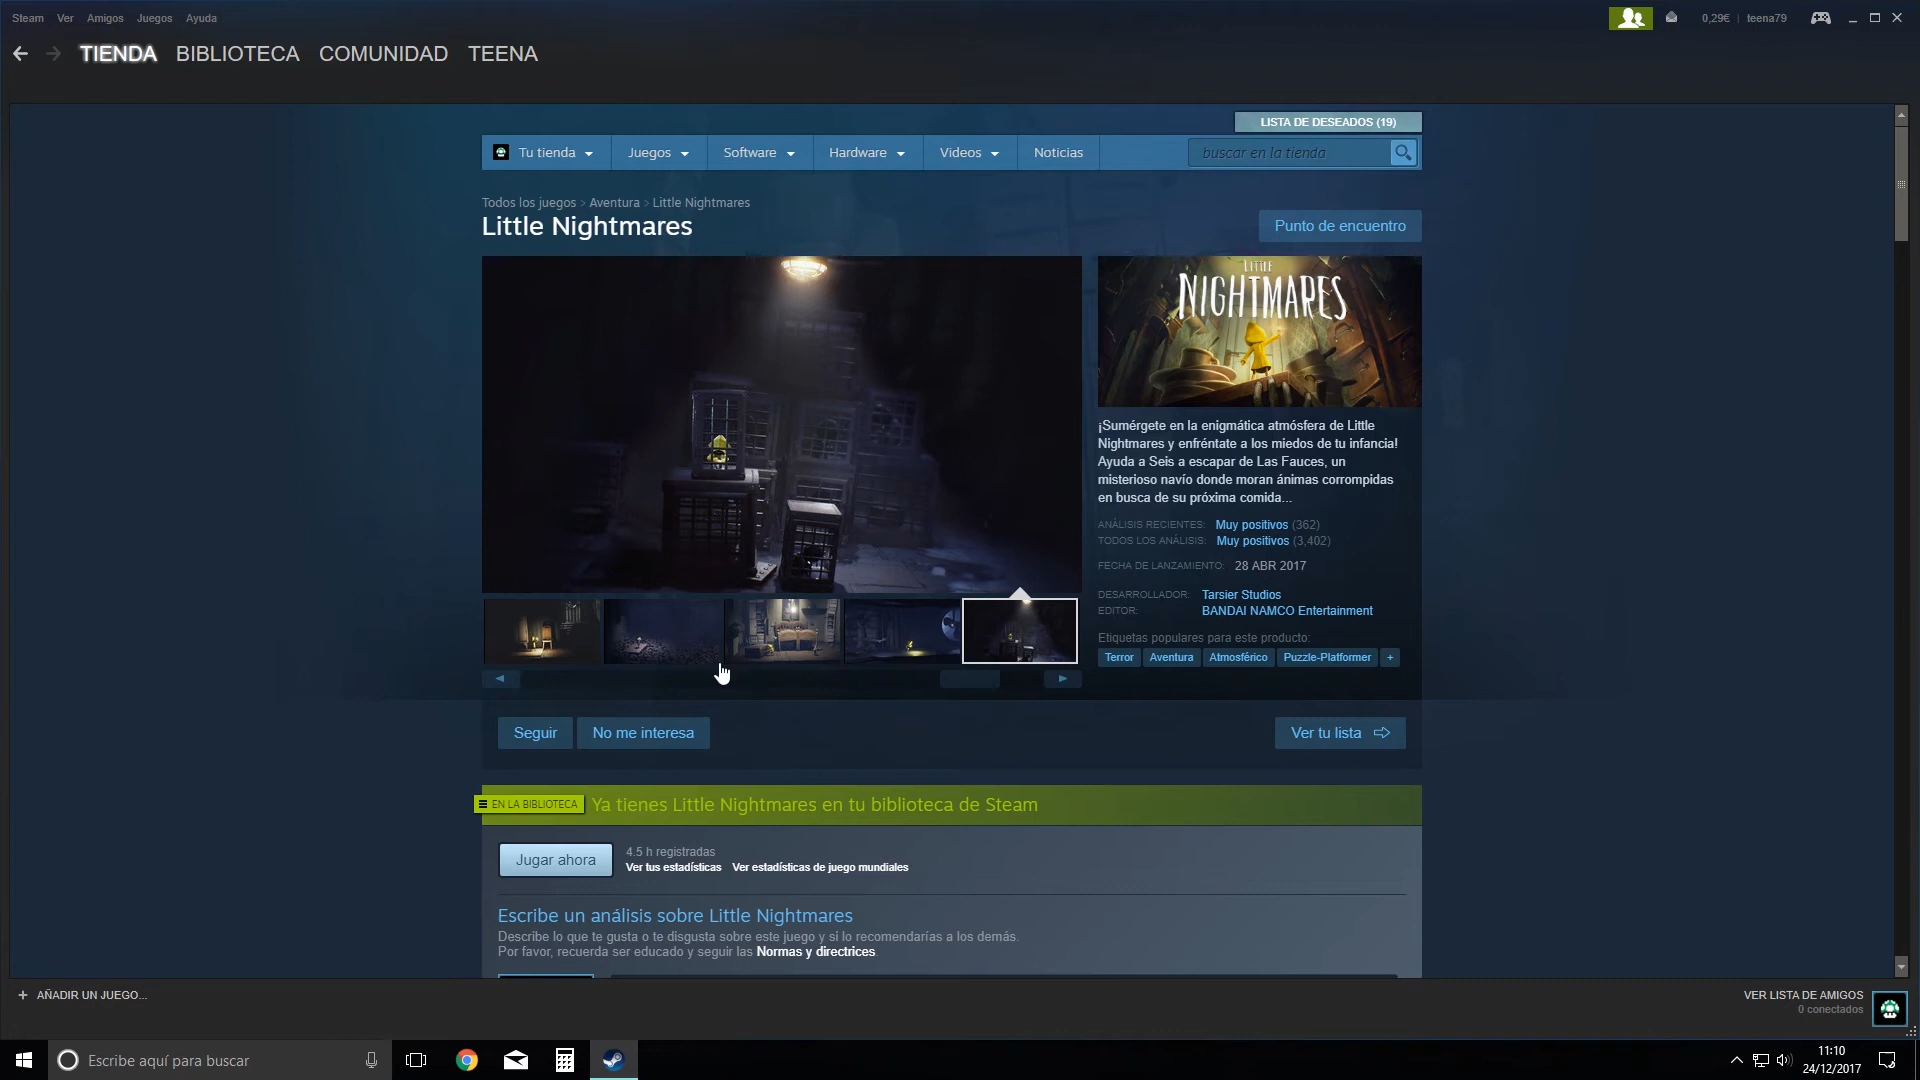 Steam Ver Amigos Juegos Ayuda
0,29€ | teena79
TIENDA BIBLIOTECA COMUNIDAD TEENA
LISTA DE DESEADOS (19)
Tu tienda Juegos Software Hardware Videos Noticias
buscar en la tienda
Todos los juegos > Aventura > Little Nightmares
Little Nightmares
Punto de encuentro
LITTLE
NIGHTMARES
¡Sumérgete en la enigmática atmósfera de Little
Nightmares y enfréntate a los miedos de tu infancia!
Ayuda a Seis a escapar de Las Fauces, un
misterioso navío donde moran ánimas corrompidas
en busca de su próxima comida...
ANÁLISIS RECIENTES: Muy positivos (362)
TODOS LOS ANÁLISIS: Muy positivos (3,402)
FECHA DE LANZAMIENTO: 28 ABR 2017
DESARROLLADOR: Tarsier Studios
EDITOR: BANDAI NAMCO Entertainment
Etiquetas populares para este producto:
Terror Aventura Atmosférico Puzzle-Platformer +
Seguir No me interesa
Ver tu lista
EN LA BIBLIOTECA Ya tienes Little Nightmares en tu biblioteca de Steam
Jugar ahora
4.5 h registradas
Ver tus estadísticas Ver estadísticas de juego mundiales
Escribe un análisis sobre Little Nightmares
Describe lo que te gusta o te disgusta sobre este juego y si lo recomendarías a los demás.
Por favor, recuerda ser educado y seguir las Normas y directrices.
+ AÑADIR UN JUEGO...
VER LISTA DE AMIGOS
0 conectados
Escribe aquí para buscar
11:10
24/12/2017